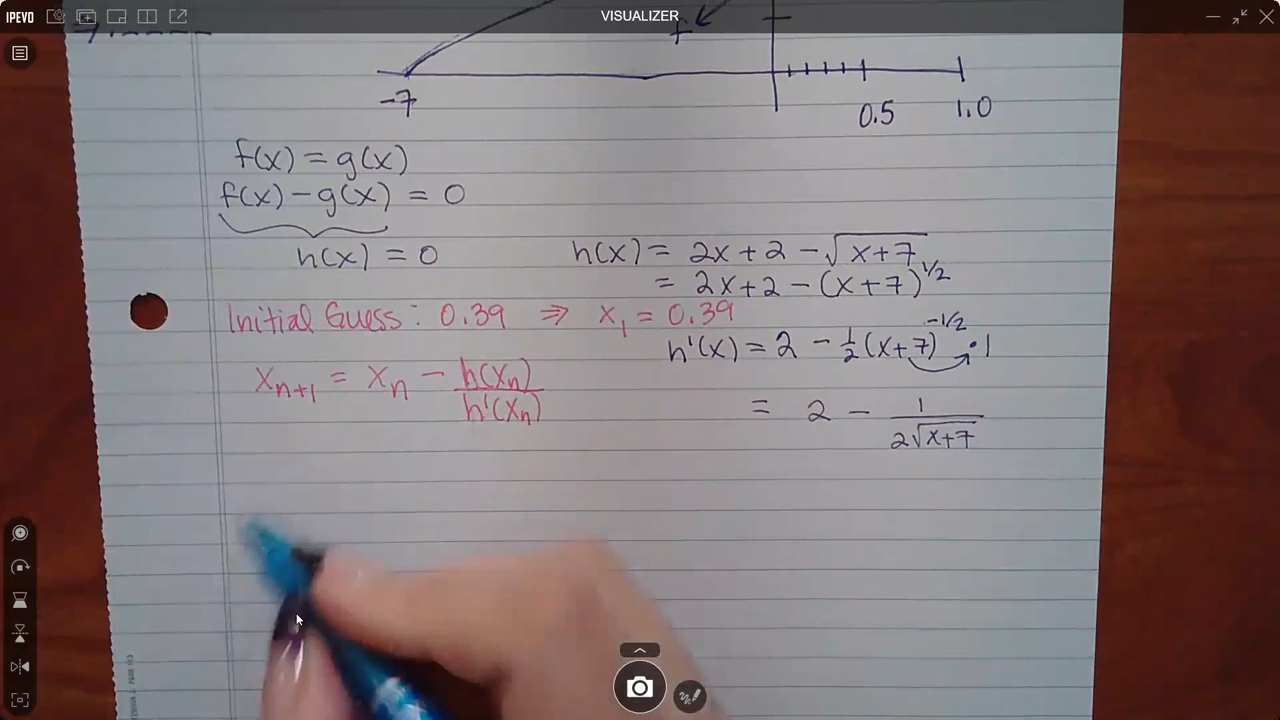 IPEVO
VISUALIZER
f
-7
0.5
1.0
f(x) = g(x)
f(x) - g(x) = 0
h(x) = 0
h(x) = 2x + 2 - √x+7
= 2x+2 - (x+7)^1/2
Initial Guess: 0.39 ⇒ x₁ = 0.39
h'(x) = 2 - 1/2 (x+7)^-1/2 · 1
xₙ₊₁ = xₙ - h(xₙ)/h'(xₙ)
= 2 - 1/2√x+7